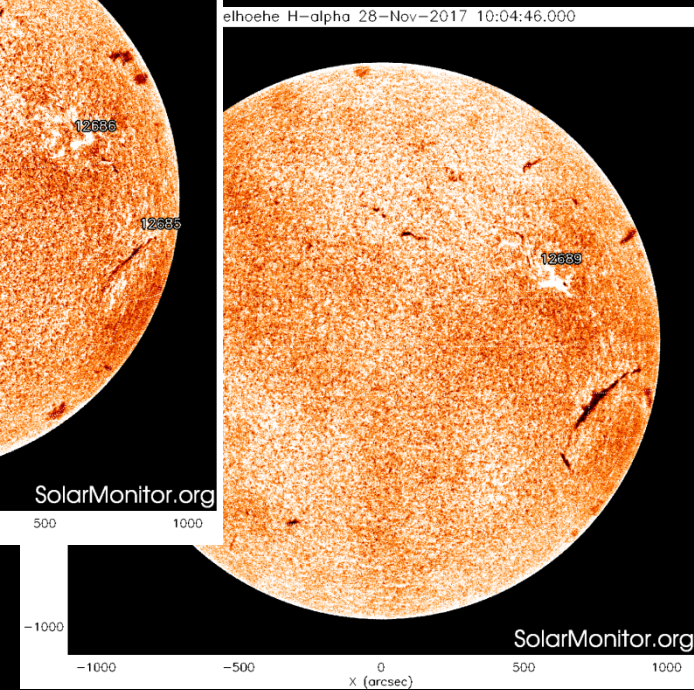 elhoehe H-alpha 28-Nov-2017 10:04:46.000
12686
12685
12689
SolarMonitor.org
500 1000
-1000
SolarMonitor.org
-1000 -500 0 500 1000
X (arcsec)